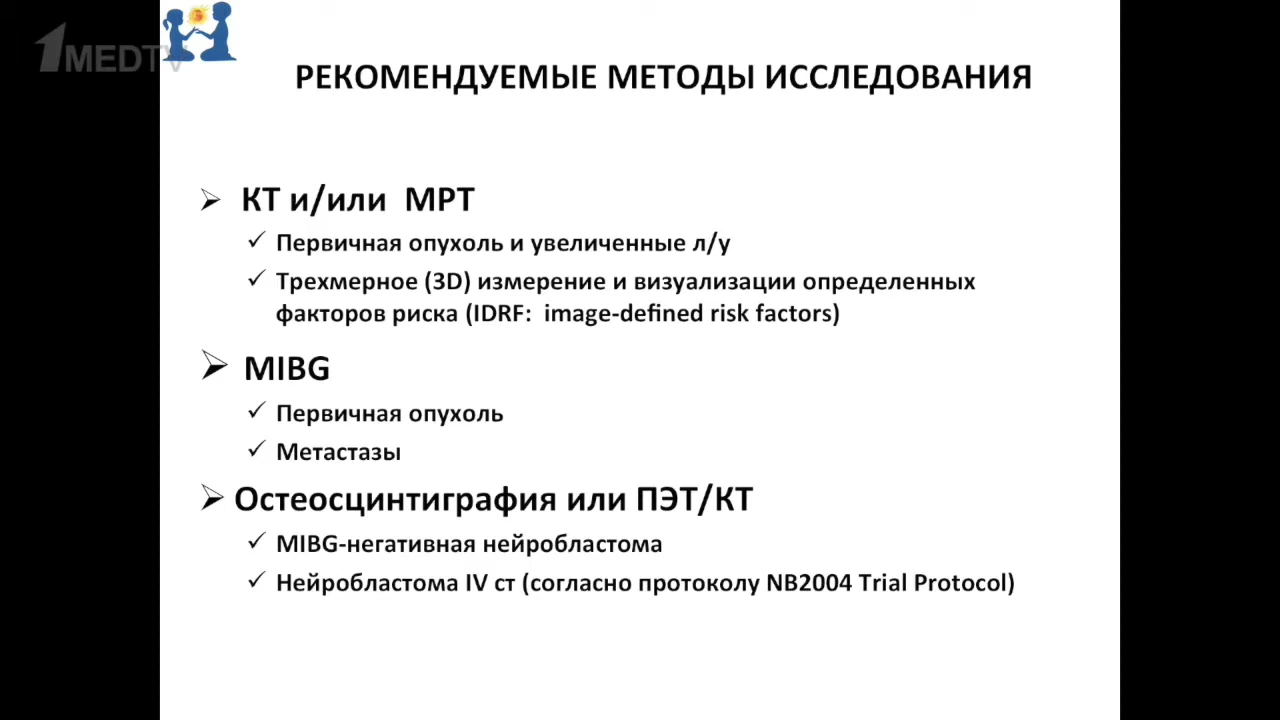 1MEDTV
РЕКОМЕНДУЕМЫЕ МЕТОДЫ ИССЛЕДОВАНИЯ
КТ и/или МРТ
Первичная опухоль и увеличенные л/у
Трехмерное (3D) измерение и визуализации определенных
факторов риска (IDRF: image-defined risk factors)
MIBG
Первичная опухоль
Метастазы
Остеосцинтиграфия или ПЭТ/КТ
MIBG-негативная нейробластома
Нейробластома IV ст (согласно протоколу NB2004 Trial Protocol)